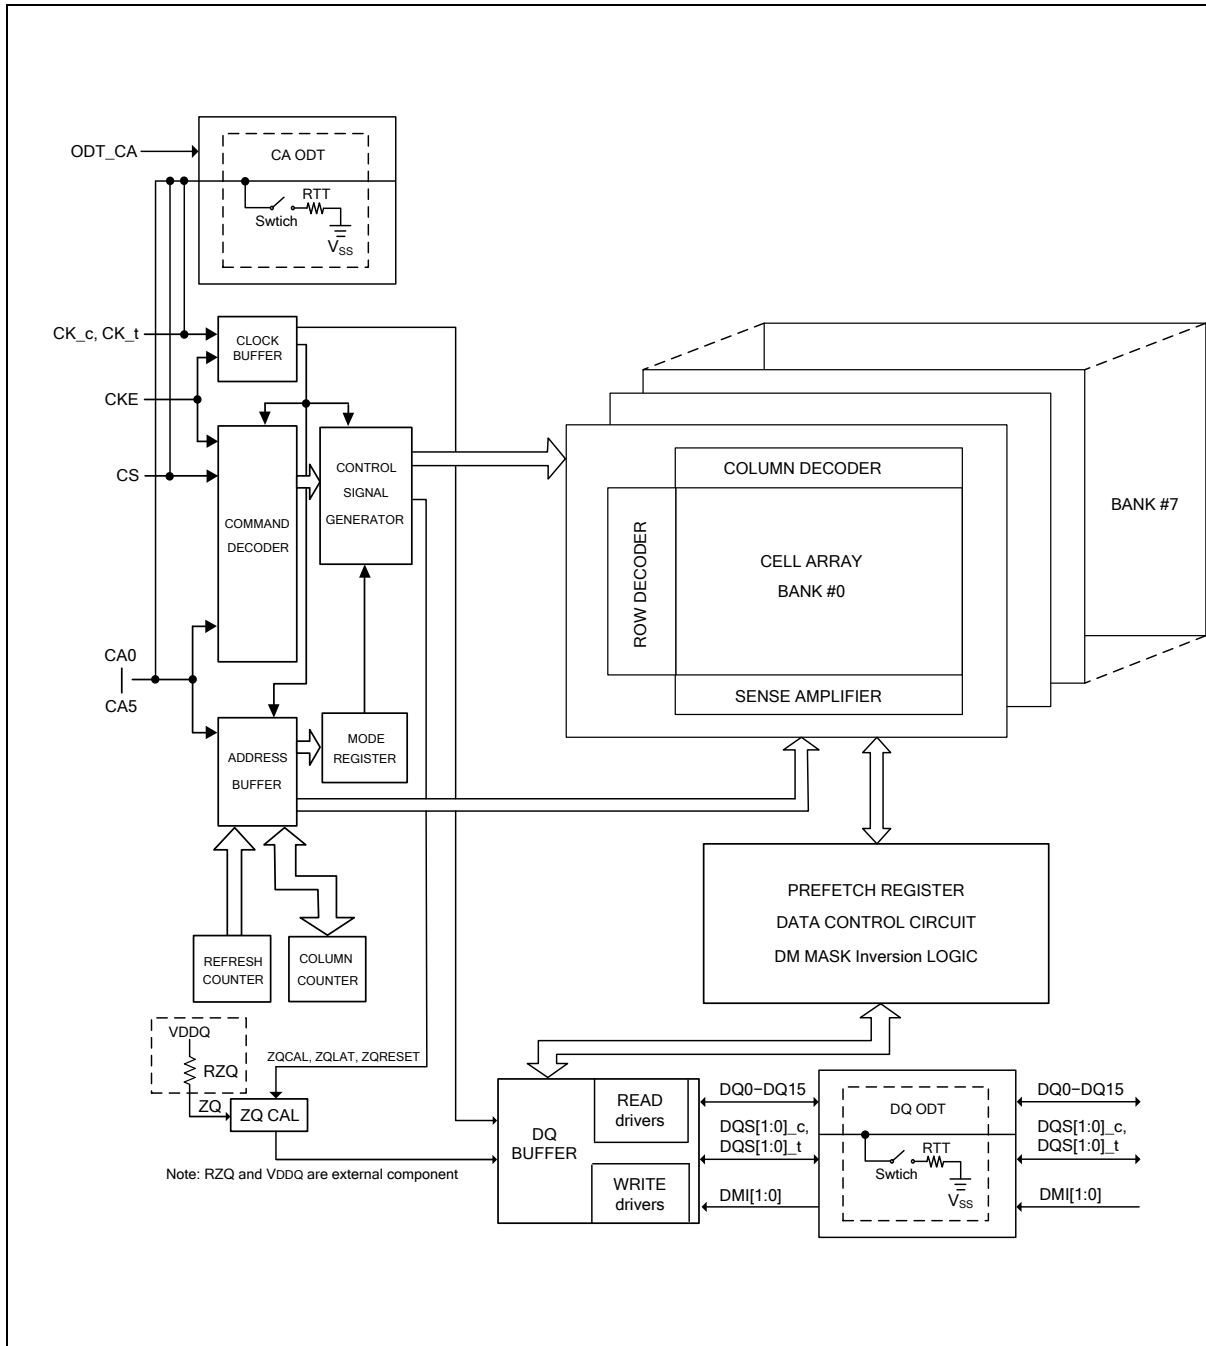 ODT_CA
CA ODT
RTT
Swtich
VSS
CK_c, CK_t
CLOCK
BUFFER
CKE
CS
COMMAND
DECODER
CONTROL
SIGNAL
GENERATOR
COLUMN DECODER
ROW DECODER
CELL ARRAY
BANK #0
SENSE AMPLIFIER
BANK #7
CA0
CA5
ADDRESS
BUFFER
MODE
REGISTER
REFRESH
COUNTER
COLUMN
COUNTER
PREFETCH REGISTER
DATA CONTROL CIRCUIT
DM MASK Inversion LOGIC
VDDQ
RZQ
ZQ
ZQCAL, ZQLAT, ZQRESET
ZQ CAL
Note: RZQ and VDDQ are external component
DQ
BUFFER
READ
drivers
WRITE
drivers
DQ0−DQ15
DQS[1:0]_c,
DQS[1:0]_t
DMI[1:0]
DQ ODT
RTT
Swtich
VSS
DQ0−DQ15
DQS[1:0]_c,
DQS[1:0]_t
DMI[1:0]